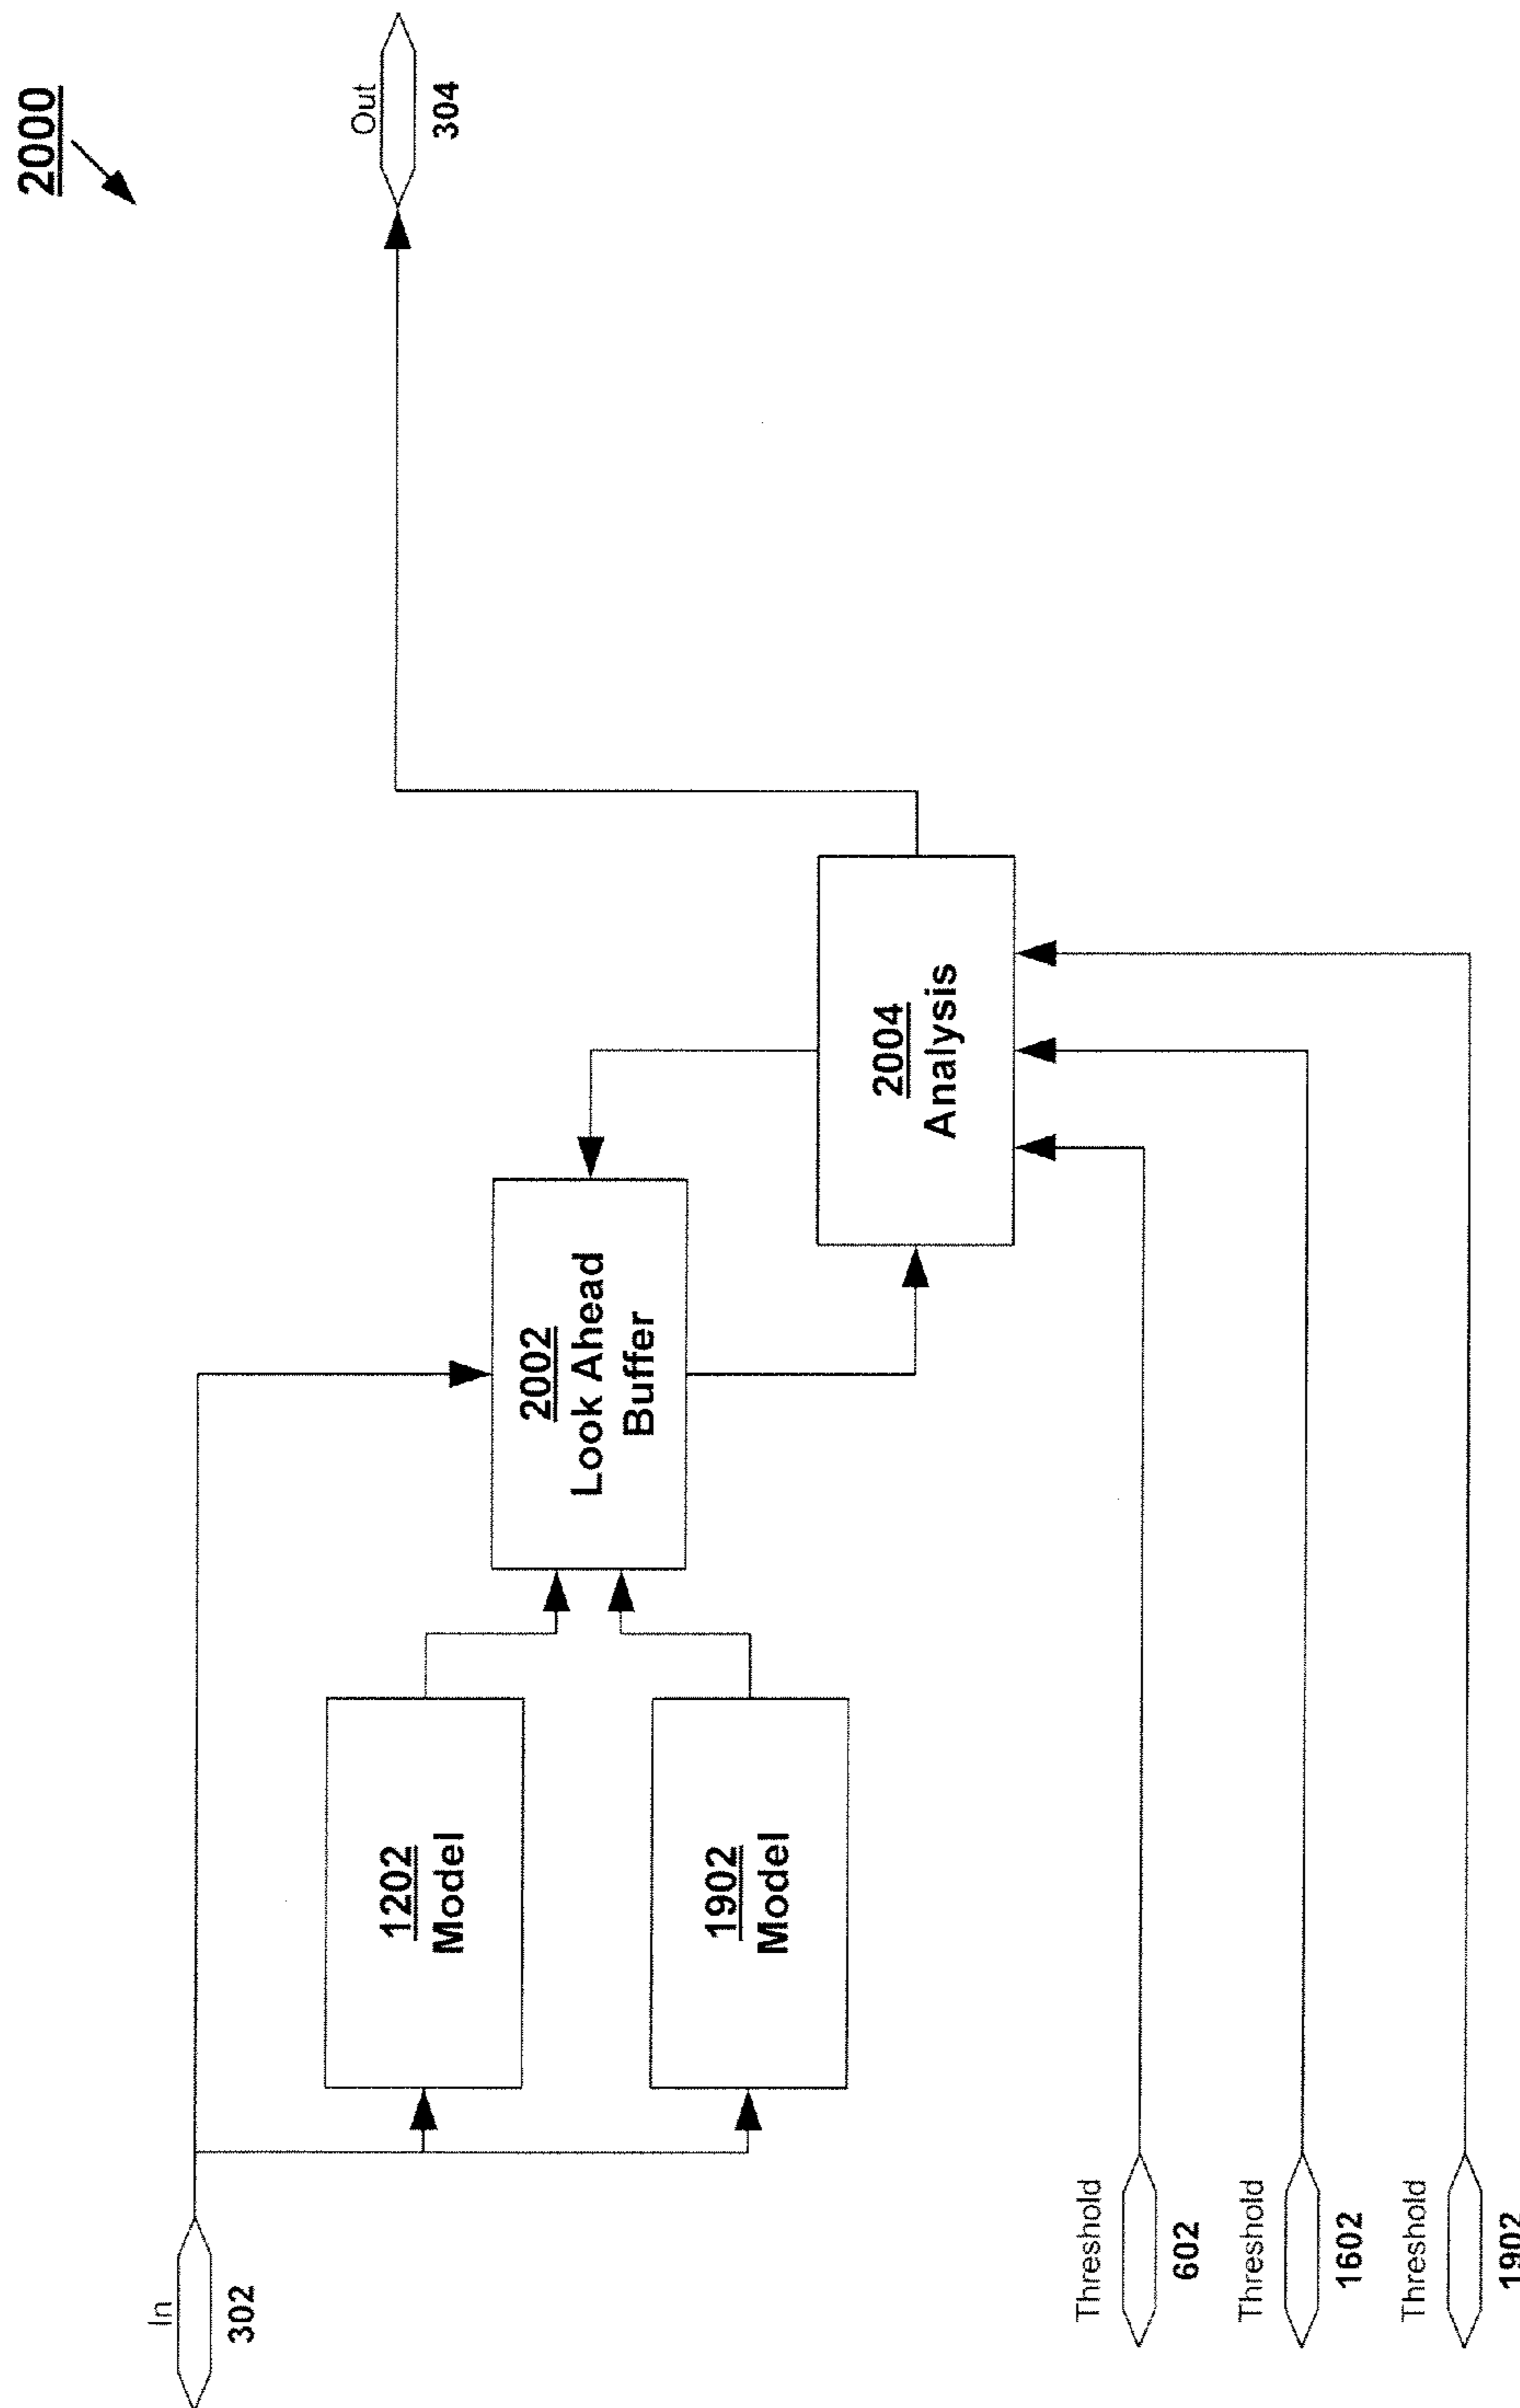 2000
In
302
Out
304
1202
Model
1902
Model
2002
Look Ahead
Buffer
2004
Analysis
Threshold
602
Threshold
1602
Threshold
1902